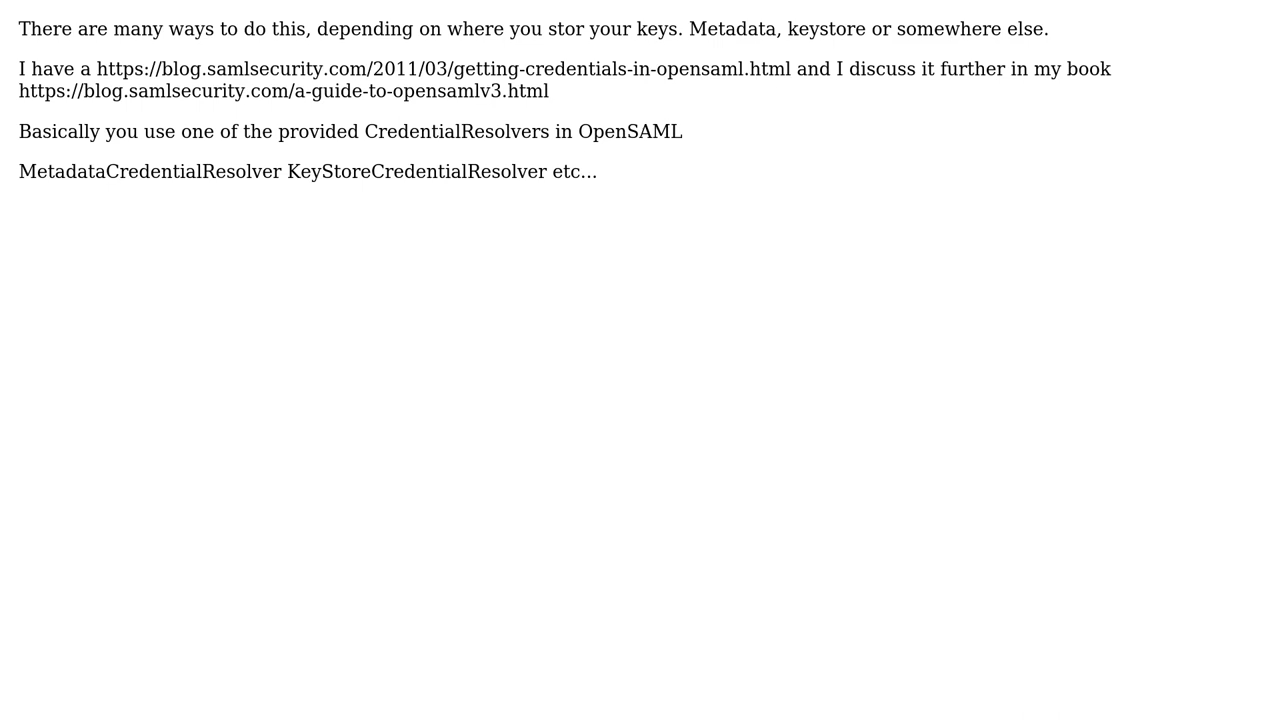 There are many ways to do this, depending on where you stor your keys. Metadata, keystore or somewhere else.
I have a https://blog.samlsecurity.com/2011/03/getting-credentials-in-opensaml.html and I discuss it further in my book
https://blog.samlsecurity.com/a-guide-to-opensamlv3.html
Basically you use one of the provided CredentialResolvers in OpenSAML
MetadataCredentialResolver KeyStoreCredentialResolver etc...